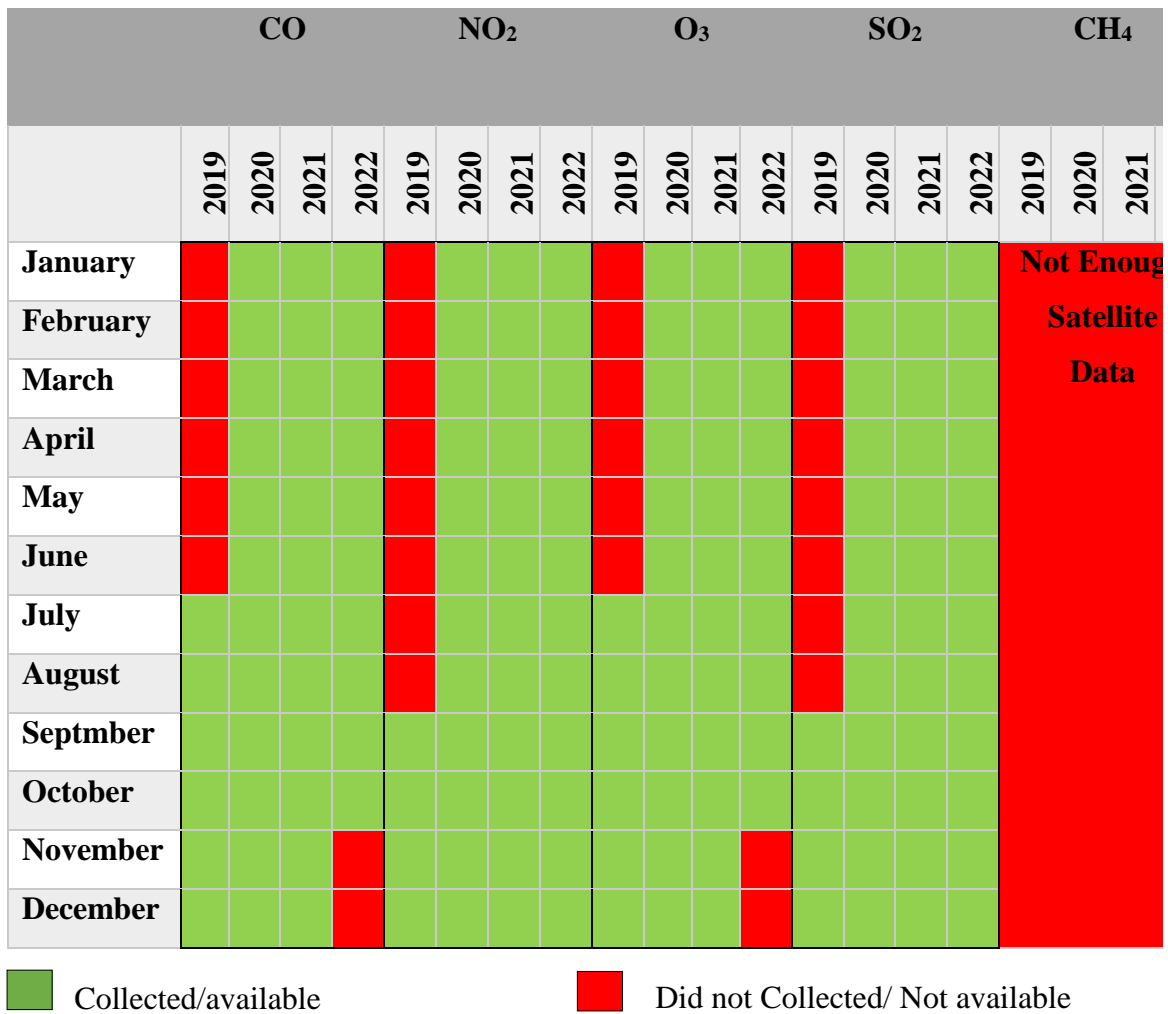 CO NO₂ O₃ SO₂ CH₄
2019 2020 2021 2022 2019 2020 2021 2022 2019 2020 2021 2022 2019 2020 2021 2022 2019 2020 2021
January Not Enoug
February Satellite
March Data
April
May
June
July
August
Septmber
October
November
December
Collected/available Did not Collected/ Not available